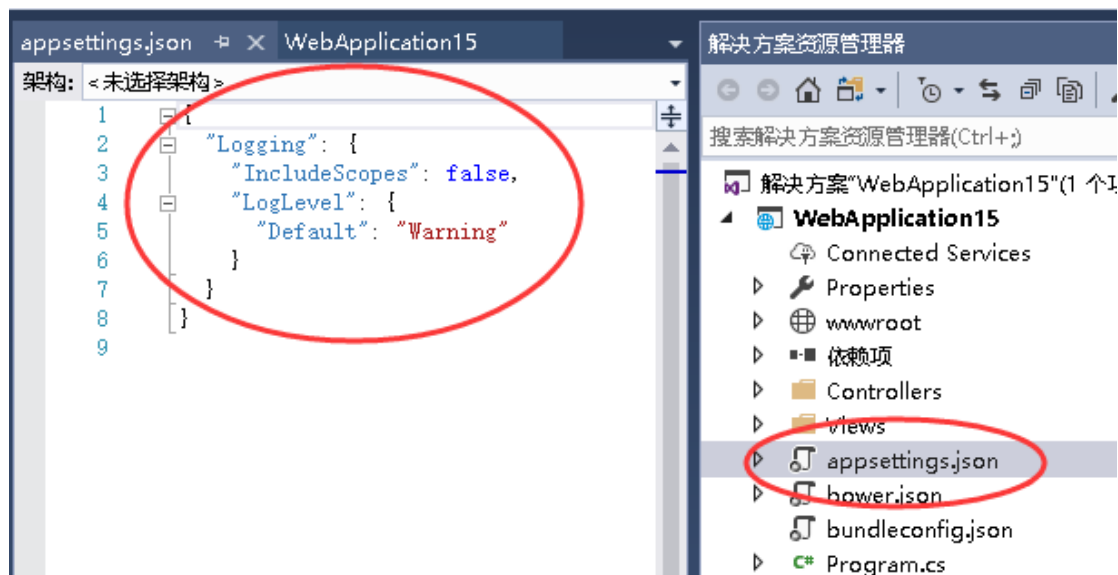 appsettings.json
WebApplication15
架构: <未选择架构>
1 {
2 "Logging": {
3 "IncludeScopes": false,
4 "LogLevel": {
5 "Default": "Warning"
6 }
7 }
8 }
9
解决方案资源管理器
搜索解决方案资源管理器(Ctrl+;)
解决方案"WebApplication15"(1 个
WebApplication15
Connected Services
Properties
wwwroot
依赖项
Controllers
Views
appsettings.json
bower.json
bundleconfig.json
C# Program.cs